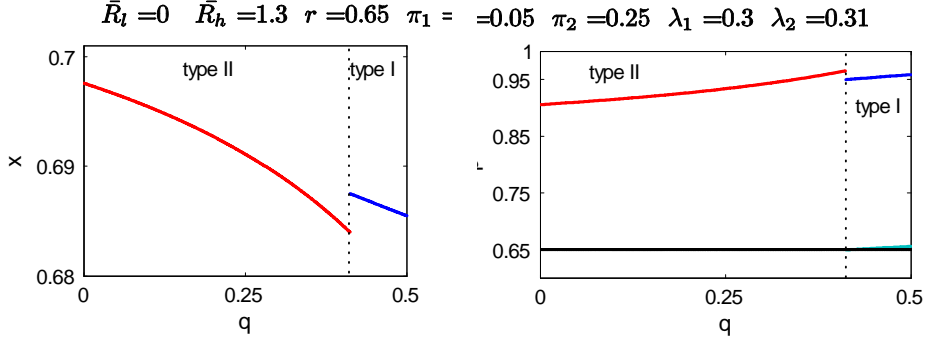 R̄_l =0 R̄_h =1.3 r =0.65 π_1 = =0.05 π_2 =0.25 λ_1 =0.3 λ_2 =0.31
0.7
type II
type I
x
0.69
0.68
0
0.25
0.5
q
1
0.95
type II
type I
0.85
0.75
0.65
0
0.25
0.5
q